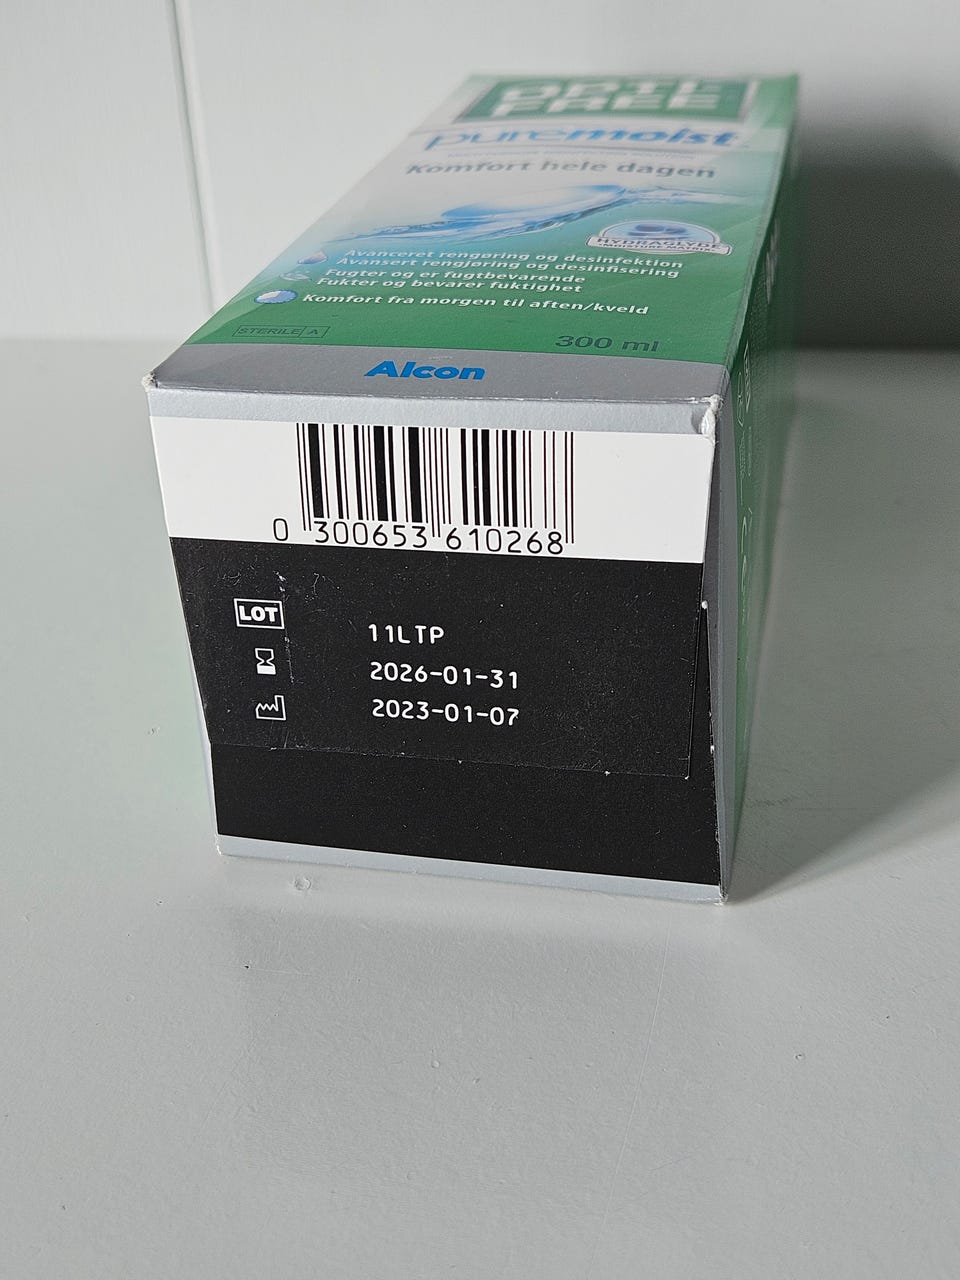 OPTI-
FREE
puremoist
Komfort hele dagen
HYDRAGLYDE
MOISTURE MATRIX
Avanceret rengøring og desinfektion
Avansert rengjøring og desinfisering
Fugter og er fugtbevarende
Fukter og bevarer fuktighet
Komfort fra morgen til aften/kveld
STERILE A
300 ml
Alcon
0 300653 610268
LOT 11LTP
2026-01-31
2023-01-07